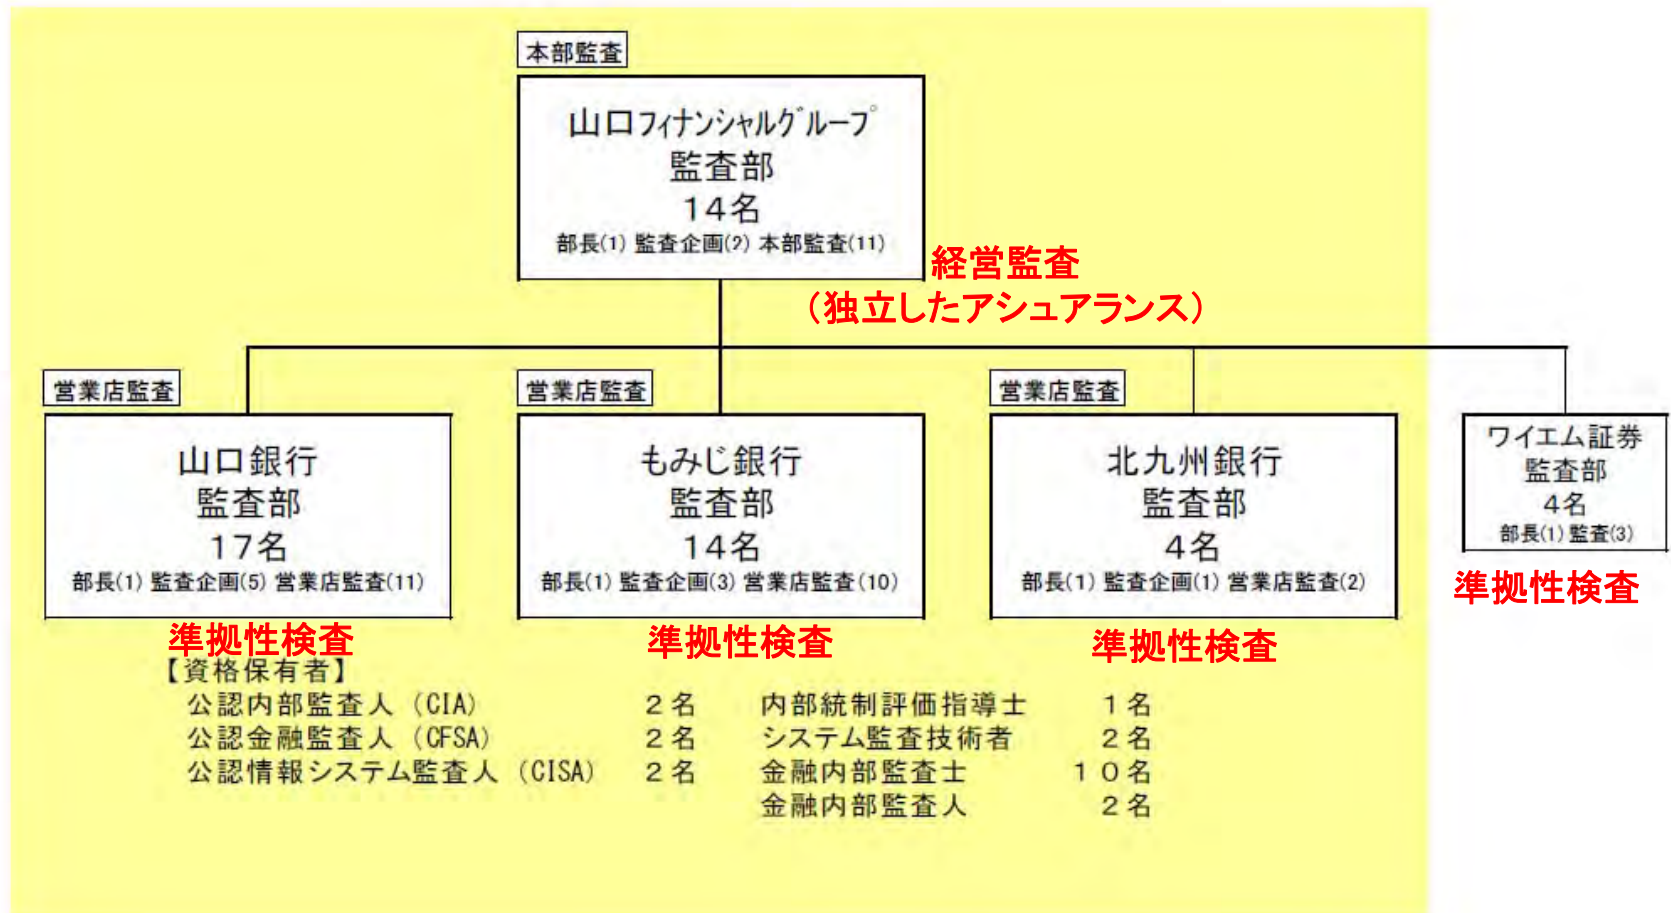 本部監査
山口フィナンシャルグループ
監査部
14名
部長(1) 監査企画(2) 本部監査(11)
経営監査
(独立したアシュアランス)
営業店監査
山口銀行
監査部
17名
部長(1) 監査企画(5) 営業店監査(11)
準拠性検査
営業店監査
もみじ銀行
監査部
14名
部長(1) 監査企画(3) 営業店監査(10)
準拠性検査
営業店監査
北九州銀行
監査部
4名
部長(1) 監査企画(1) 営業店監査(2)
準拠性検査
ワイエム証券
監査部
4名
部長(1) 監査(3)
準拠性検査
【資格保有者】
公認内部監査人(CIA) 2名 内部統制評価指導士 1名
公認金融監査人(CFSA) 2名 システム監査技術者 2名
公認情報システム監査人(CISA) 2名 金融内部監査士 10名
金融内部監査人 2名